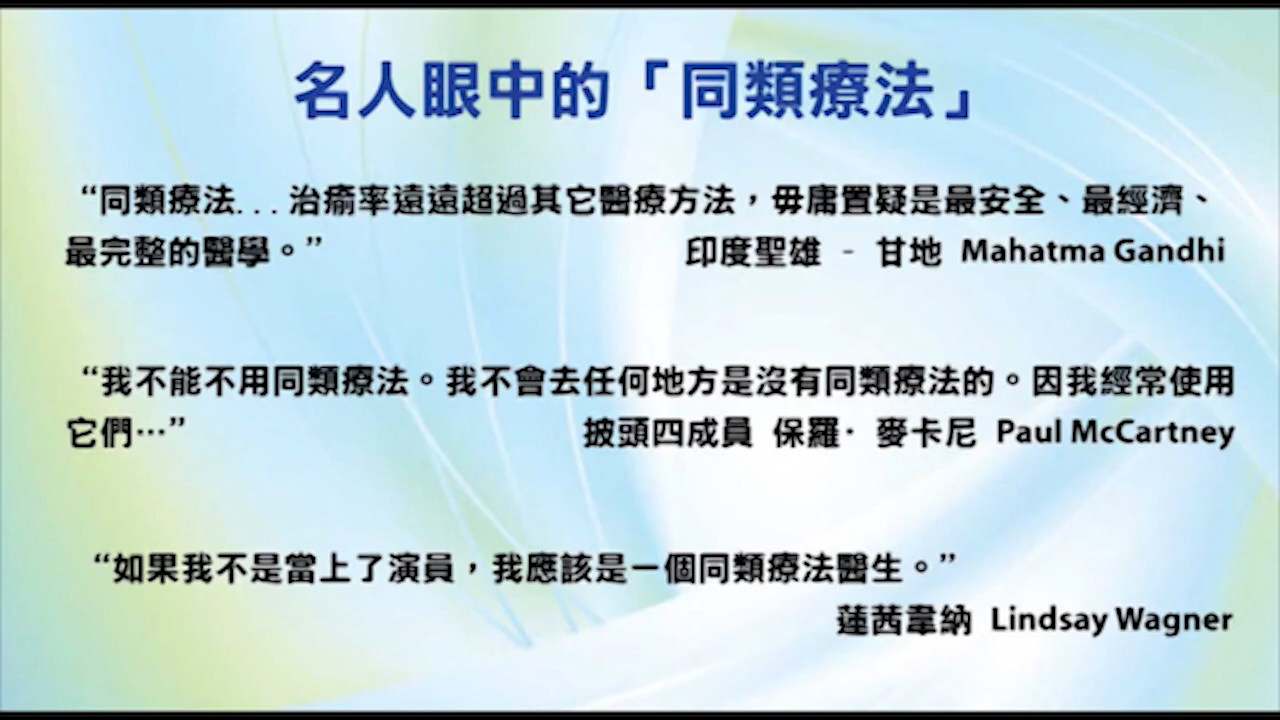 名人眼中的「同類療法」
“同類療法...治癒率遠遠超過其它醫療方法，毋庸置疑是最安全、最經濟、
最完整的醫學。” 印度聖雄 - 甘地 Mahatma Gandhi
“我不能不用同類療法。我不會去任何地方是沒有同類療法的。因我經常使用
它們…” 披頭四成員 保羅· 麥卡尼 Paul McCartney
“如果我不是當上了演員，我應該是一個同類療法醫生。”
蓮茜韋納 Lindsay Wagner